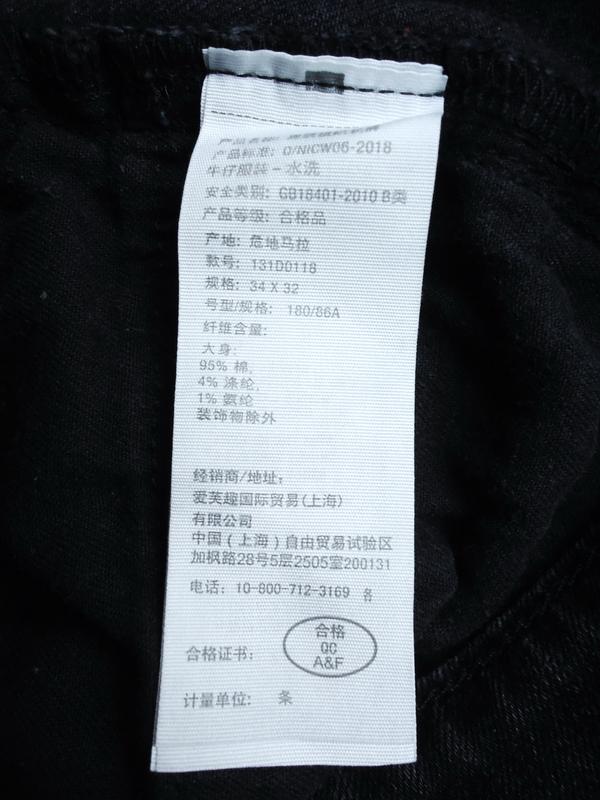 产品名称:
产品标准: Q/NICW06-2018
牛仔服装-水洗
安全类别: GB18401-2010 B类
产品等级: 合格品
产地: 危地马拉
款号: 131D0118
规格: 34 X 32
号型/规格: 180/86A
纤维含量:
大身:
95% 棉,
4% 涤纶,
1% 氨纶
装饰物除外
经销商/地址:
爱芙趣国际贸易(上海)
有限公司
中国(上海)自由贸易试验区
加枫路28号5层2505室200131
电话: 10-800-712-3169
合格证书:
合格
QC
A&F
计量单位: 条